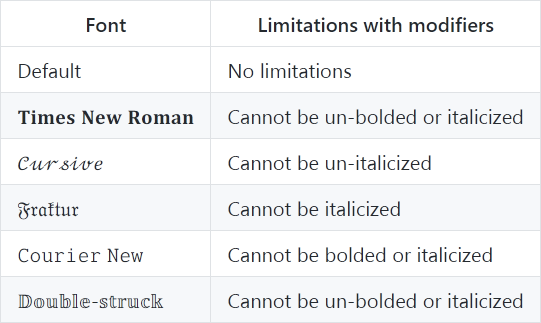 Font Limitations with modifiers
Default No limitations
Times New Roman Cannot be un-bolded or italicized
Cursive Cannot be un-italicized
Fraktur Cannot be italicized
Courier New Cannot be bolded or italicized
Double-struck Cannot be un-bolded or italicized